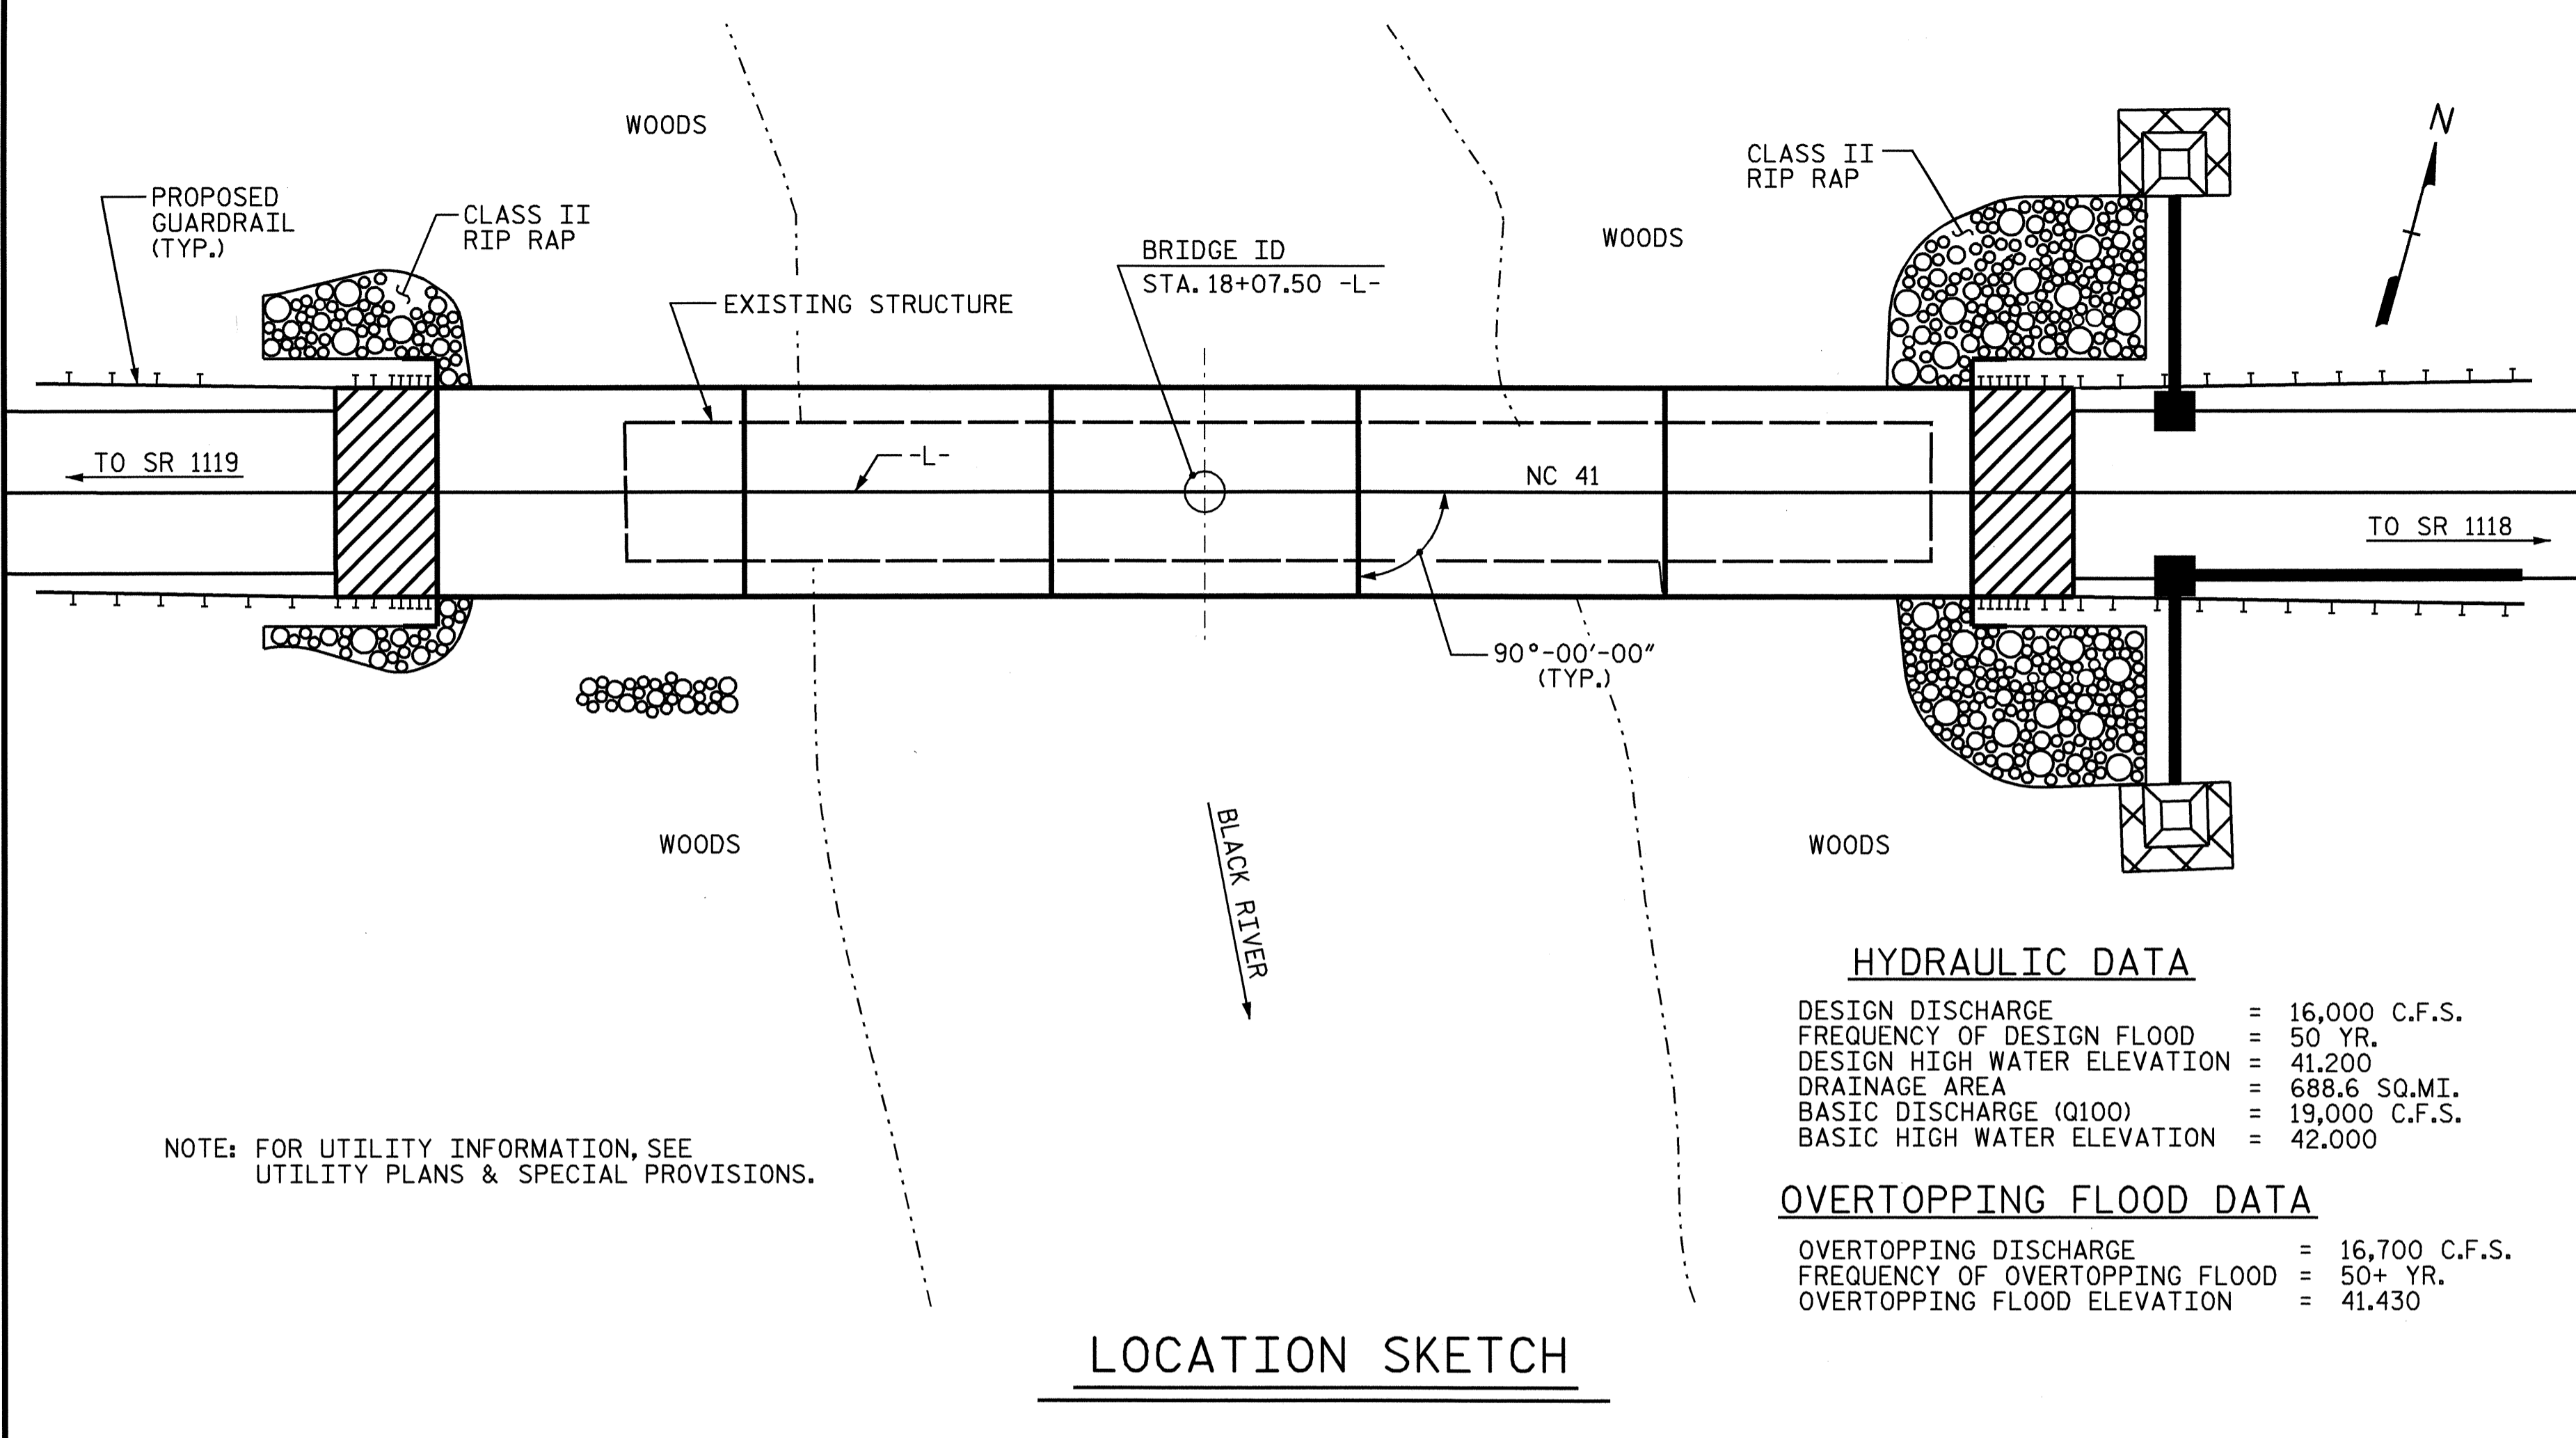 WOODS
N
CLASS II
RIP RAP
PROPOSED
GUARDRAIL
(TYP.)
CLASS II
RIP RAP
WOODS
BRIDGE ID
STA. 18+07.50 -L-
EXISTING STRUCTURE
TO SR 1119
-L-
NC 41
TO SR 1118
90°-00'-00"
(TYP.)
WOODS
BLACK RIVER
WOODS
HYDRAULIC DATA
DESIGN DISCHARGE = 16,000 C.F.S.
FREQUENCY OF DESIGN FLOOD = 50 YR.
DESIGN HIGH WATER ELEVATION = 41.200
DRAINAGE AREA = 688.6 SQ.MI.
BASIC DISCHARGE (Q100) = 19,000 C.F.S.
BASIC HIGH WATER ELEVATION = 42.000
NOTE: FOR UTILITY INFORMATION, SEE
UTILITY PLANS & SPECIAL PROVISIONS.
OVERTOPPING FLOOD DATA
OVERTOPPING DISCHARGE = 16,700 C.F.S.
FREQUENCY OF OVERTOPPING FLOOD = 50+ YR.
OVERTOPPING FLOOD ELEVATION = 41.430
LOCATION SKETCH